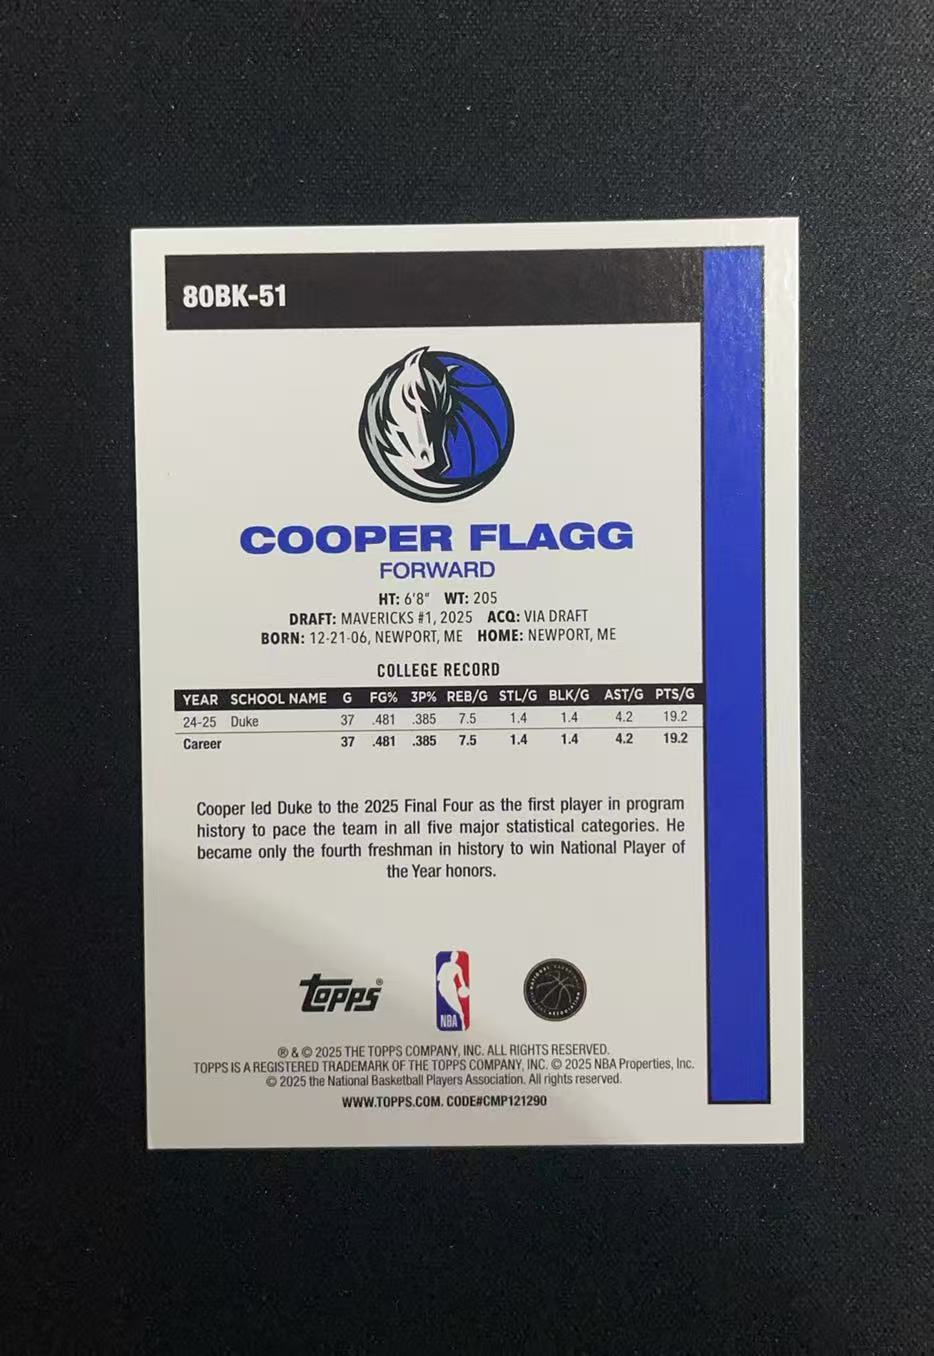 80BK-51
COOPER FLAGG
FORWARD
HT: 6'8" WT: 205
DRAFT: MAVERICKS #1, 2025 ACQ: VIA DRAFT
BORN: 12-21-06, NEWPORT, ME HOME: NEWPORT, ME
COLLEGE RECORD
YEAR SCHOOL NAME G FG% 3P% REB/G STL/G BLK/G AST/G PTS/G
24-25 Duke 37 .481 .385 7.5 1.4 1.4 4.2 19.2
Career 37 .481 .385 7.5 1.4 1.4 4.2 19.2
Cooper led Duke to the 2025 Final Four as the first player in program
history to pace the team in all five major statistical categories. He
became only the fourth freshman in history to win National Player of
the Year honors.
Topps®
NBA
® & © 2025 THE TOPPS COMPANY, INC. ALL RIGHTS RESERVED.
TOPPS IS A REGISTERED TRADEMARK OF THE TOPPS COMPANY, INC. © 2025 NBA Properties, Inc.
© 2025 the National Basketball Players Association. All rights reserved.
WWW.TOPPS.COM. CODE#CMP121290